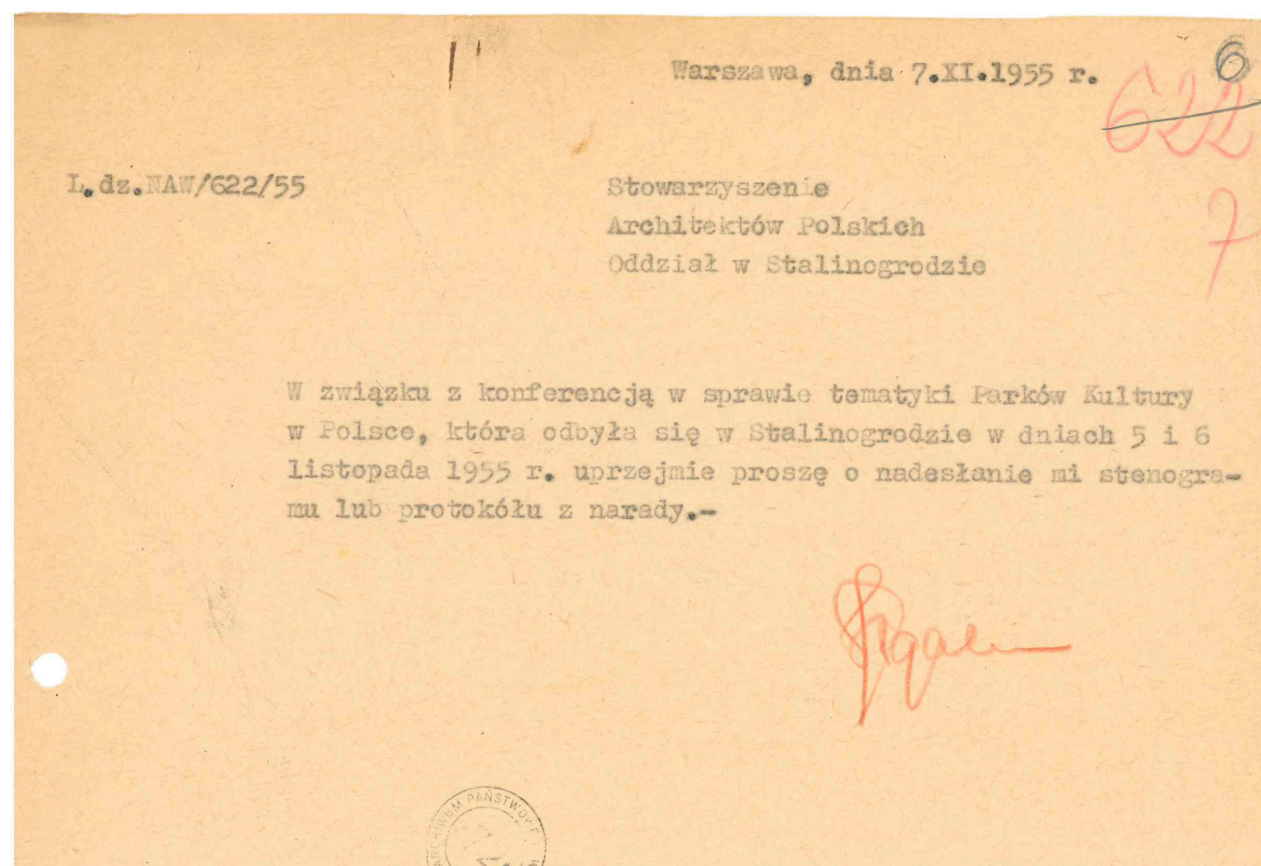 Warszawa, dnia 7.XI.1955 r.
6
622
7
L.dz.NAW/622/55
Stowarzyszenie
Architektów Polskich
Oddział w Stalinogrodzie
W związku z konferencją w sprawie tematyki Parków Kultury
w Polsce, która odbyła się w Stalinogrodzie w dniach 5 i 6
listopada 1955 r. uprzejmie proszę o nadesłanie mi stenogra-
mu lub protokółu z narady.-
ARCHIWUM PAŃSTWOWE